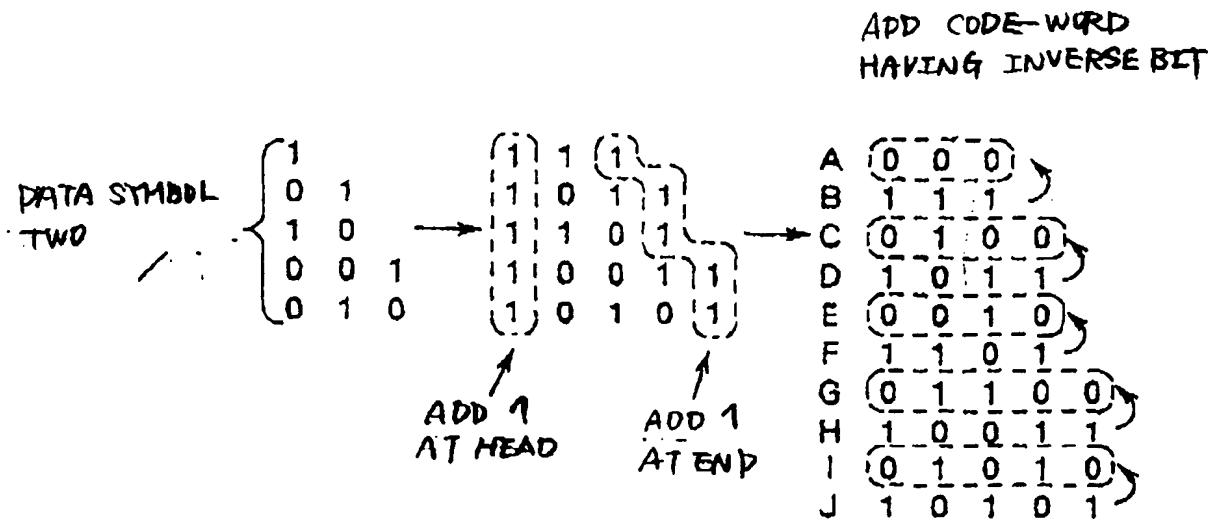 ADD CODE-WORD
HAVING INVERSE BIT
DATA SYMBOL
TWO
1
0 1
1 0
0 0 1
0 1 0
1 1 1
1 0 1 1
1 1 0 1
1 0 0 1 1
1 0 1 0 1
ADD 1
AT HEAD
ADD 1
AT END
A 0 0 0
B 1 1 1
C 0 1 0 0
D 1 0 1 1
E 0 0 1 0
F 1 1 0 1
G 0 1 1 0 0
H 1 0 0 1 1
I 0 1 0 1 0
J 1 0 1 0 1